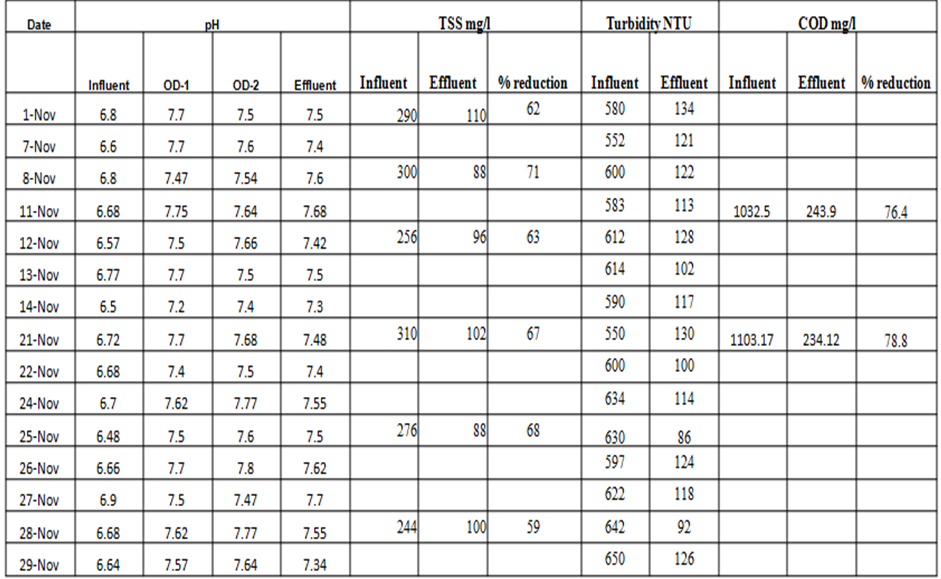 Date pH TSS mg/l Turbidity NTU COD mg/l
Influent OD-1 OD-2 Effluent Influent Effluent % reduction Influent Effluent Influent Effluent % reduction
1-Nov 6.8 7.7 7.5 7.5 290 110 62 580 134
7-Nov 6.6 7.7 7.6 7.4 552 121
8-Nov 6.8 7.47 7.54 7.6 300 88 71 600 122
11-Nov 6.68 7.75 7.64 7.68 583 113 1032.5 243.9 76.4
12-Nov 6.57 7.5 7.66 7.42 256 96 63 612 128
13-Nov 6.77 7.7 7.5 7.5 614 102
14-Nov 6.5 7.2 7.4 7.3 590 117
21-Nov 6.72 7.7 7.68 7.48 310 102 67 550 130 1103.17 234.12 78.8
22-Nov 6.68 7.4 7.5 7.4 600 100
24-Nov 6.7 7.62 7.77 7.55 634 114
25-Nov 6.48 7.5 7.6 7.5 276 88 68 630 86
26-Nov 6.66 7.7 7.8 7.62 597 124
27-Nov 6.9 7.5 7.47 7.7 622 118
28-Nov 6.68 7.62 7.77 7.55 244 100 59 642 92
29-Nov 6.64 7.57 7.64 7.34 650 126